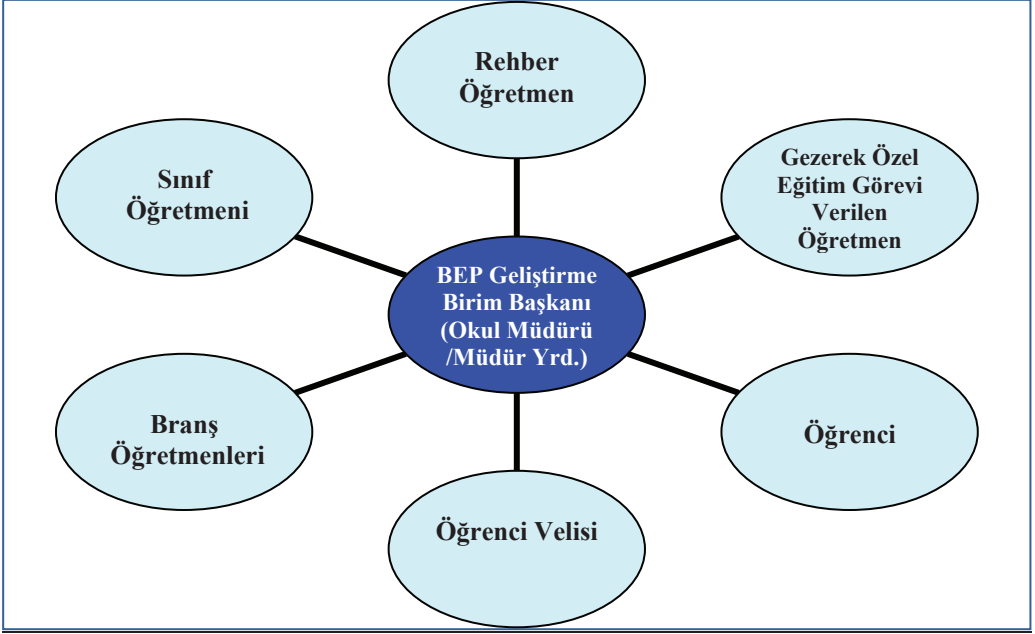 Rehber
Öğretmen
Sınıf
Öğretmeni
Gezerek Özel
Eğitim Görevi
Verilen
Öğretmen
BEP Geliştirme
Birim Başkanı
(Okul Müdürü
/Müdür Yrd.)
Branş
Öğretmenleri
Öğrenci
Öğrenci Velisi